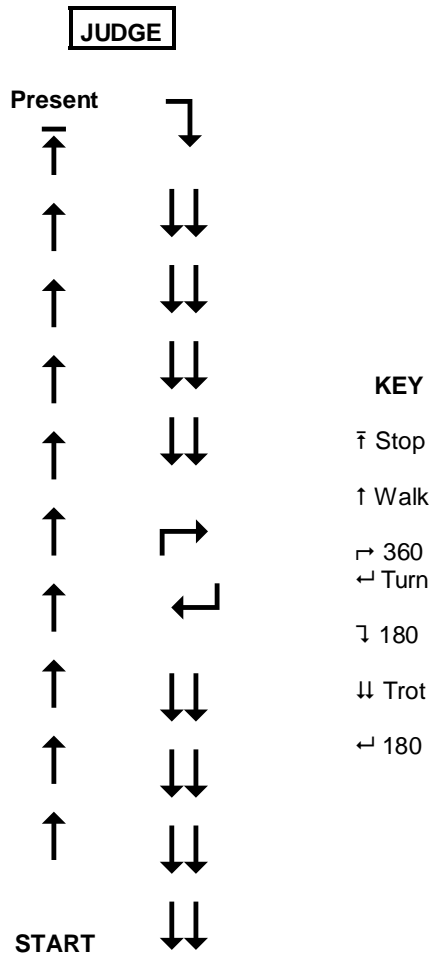 JUDGE
Present
KEY
⤒ Stop
↑ Walk
↱ 360
↵ Turn
↴ 180
⇊ Trot
↵ 180
START